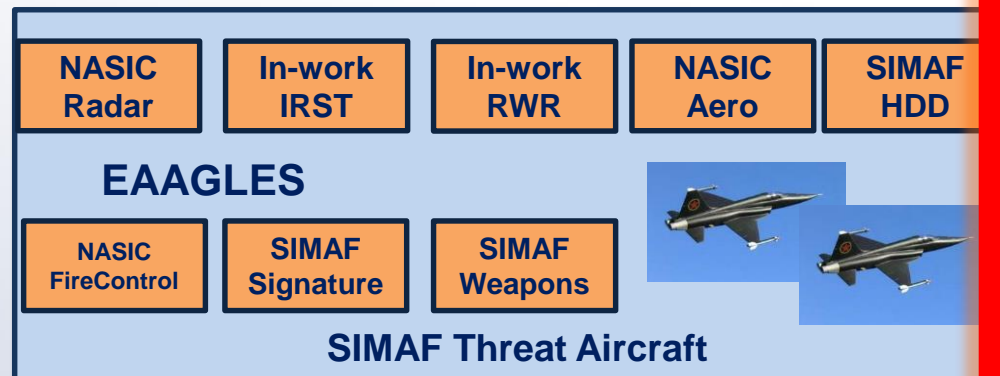 NASIC
Radar
In-work
IRST
In-work
RWR
NASIC
Aero
SIMAF
HDD
EAAGLES
NASIC
FireControl
SIMAF
Signature
SIMAF
Weapons
SIMAF Threat Aircraft